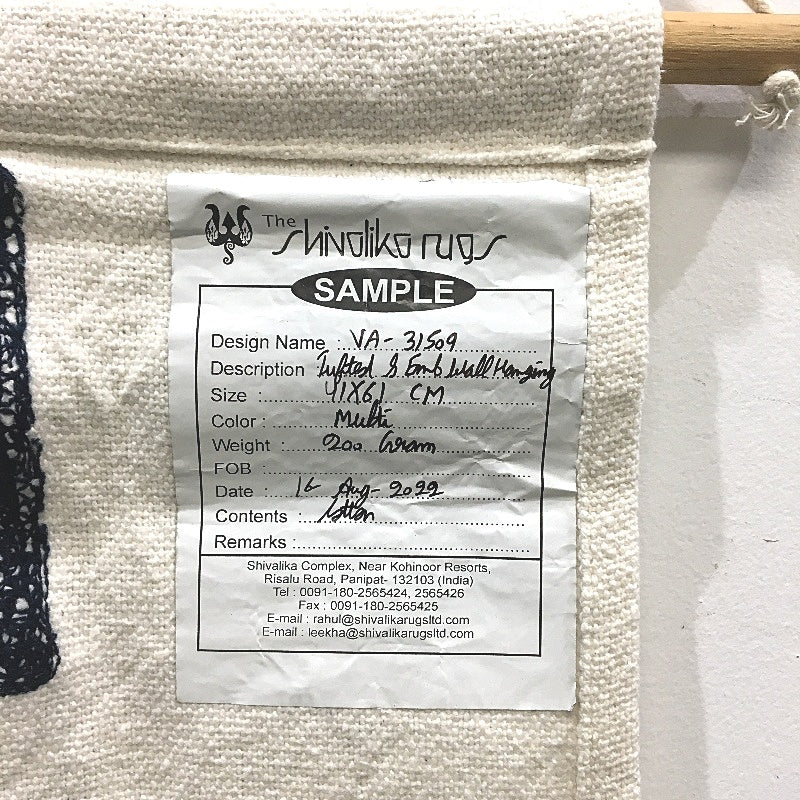 The Shivalika rugs
SAMPLE
Design Name : VA-31509
Description Tufted & Emb Wall Hanging
Size : 41X61 CM
Color : Multi
Weight : 200 Gram
FOB :
Date : 16 Aug-2022
Contents : Cotton
Remarks :
Shivalika Complex, Near Kohinoor Resorts,
Risalu Road, Panipat- 132103 (India)
Tel : 0091-180-2565424, 2565426
Fax : 0091-180-2565425
E-mail : rahul@shivalikarugsltd.com
E-mail : leekha@shivalikarugsltd.com